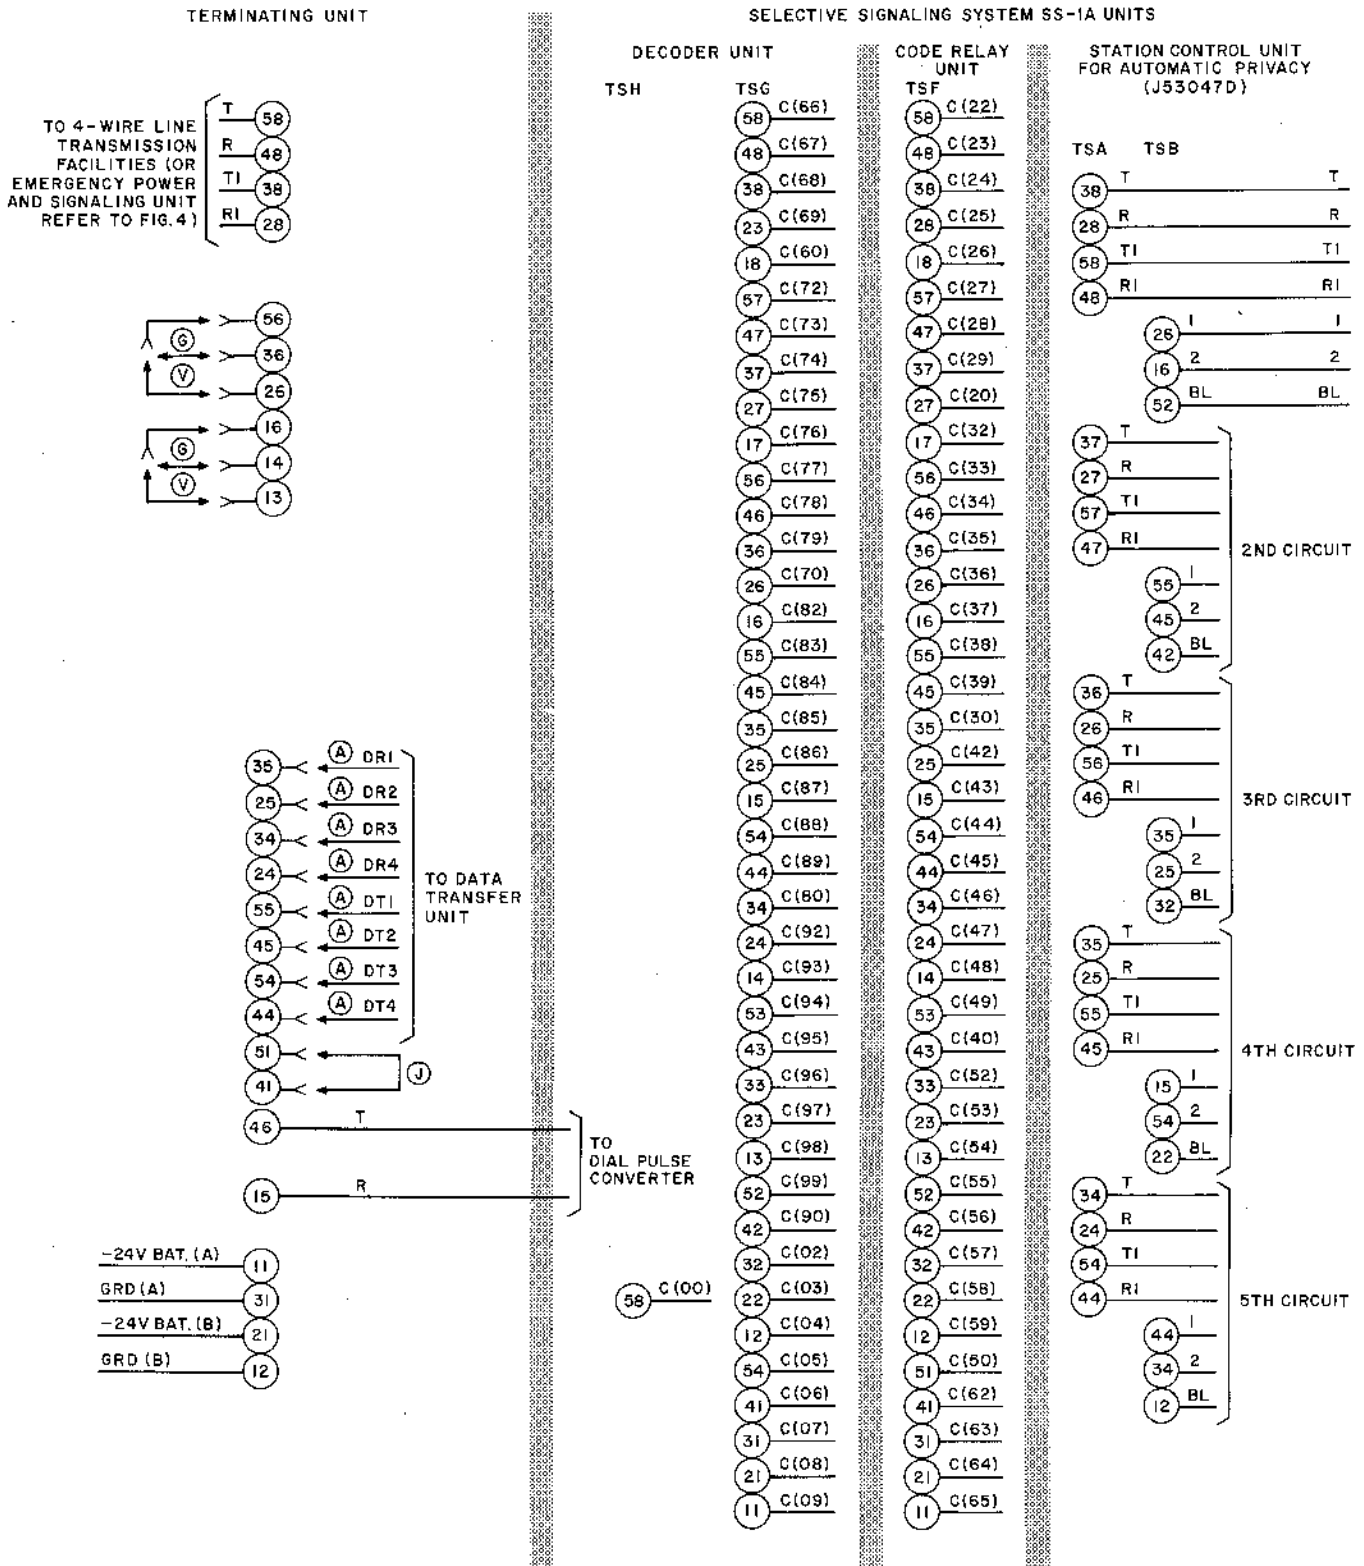 TERMINATING UNIT
SELECTIVE SIGNALING SYSTEM SS-1A UNITS
DECODER UNIT
CODE RELAY
UNIT
STATION CONTROL UNIT
FOR AUTOMATIC PRIVACY
(J53047D)
TO 4-WIRE LINE
TRANSMISSION
FACILITIES (OR
EMERGENCY POWER
AND SIGNALING UNIT
REFER TO FIG. 4)
T 58
R 48
T1 38
R1 28
56
G 36
V 26
16
G 14
V 13
35 A DR1
25 A DR2
34 A DR3
24 A DR4
55 A DT1
45 A DT2
54 A DT3
44 A DT4
TO DATA
TRANSFER
UNIT
51
41
J
46 T
15 R
TO
DIAL PULSE
CONVERTER
-24V BAT. (A) 11
GRD (A) 31
-24V BAT. (B) 21
GRD (B) 12
TSH
58 C(00)
TSG
58 C(66)
48 C(67)
38 C(68)
23 C(69)
18 C(60)
57 C(72)
47 C(73)
37 C(74)
27 C(75)
17 C(76)
56 C(77)
46 C(78)
36 C(79)
26 C(70)
16 C(82)
55 C(83)
45 C(84)
35 C(85)
25 C(86)
15 C(87)
54 C(88)
44 C(89)
34 C(80)
24 C(92)
14 C(93)
53 C(94)
43 C(95)
33 C(96)
23 C(97)
13 C(98)
52 C(99)
42 C(90)
32 C(02)
22 C(03)
12 C(04)
54 C(05)
41 C(06)
31 C(07)
21 C(08)
11 C(09)
TSF
58 C(22)
48 C(23)
38 C(24)
28 C(25)
18 C(26)
57 C(27)
47 C(28)
37 C(29)
27 C(20)
17 C(32)
56 C(33)
46 C(34)
36 C(35)
26 C(36)
16 C(37)
55 C(38)
45 C(39)
35 C(30)
25 C(42)
15 C(43)
54 C(44)
44 C(45)
34 C(46)
24 C(47)
14 C(48)
53 C(49)
43 C(40)
33 C(52)
23 C(53)
13 C(54)
52 C(55)
42 C(56)
32 C(57)
22 C(58)
12 C(59)
51 C(50)
41 C(62)
31 C(63)
21 C(64)
11 C(65)
TSA TSB
38 T T
28 R R
58 T1 T1
48 R1 R1
26 1 1
16 2 2
52 BL BL
37 T
27 R
57 T1
47 R1
55 1
45 2
42 BL
2ND CIRCUIT
36 T
26 R
56 T1
46 R1
35 1
25 2
32 BL
3RD CIRCUIT
35 T
25 R
55 T1
45 R1
15 1
54 2
22 BL
4TH CIRCUIT
34 T
24 R
54 T1
44 R1
44 1
34 2
12 BL
5TH CIRCUIT